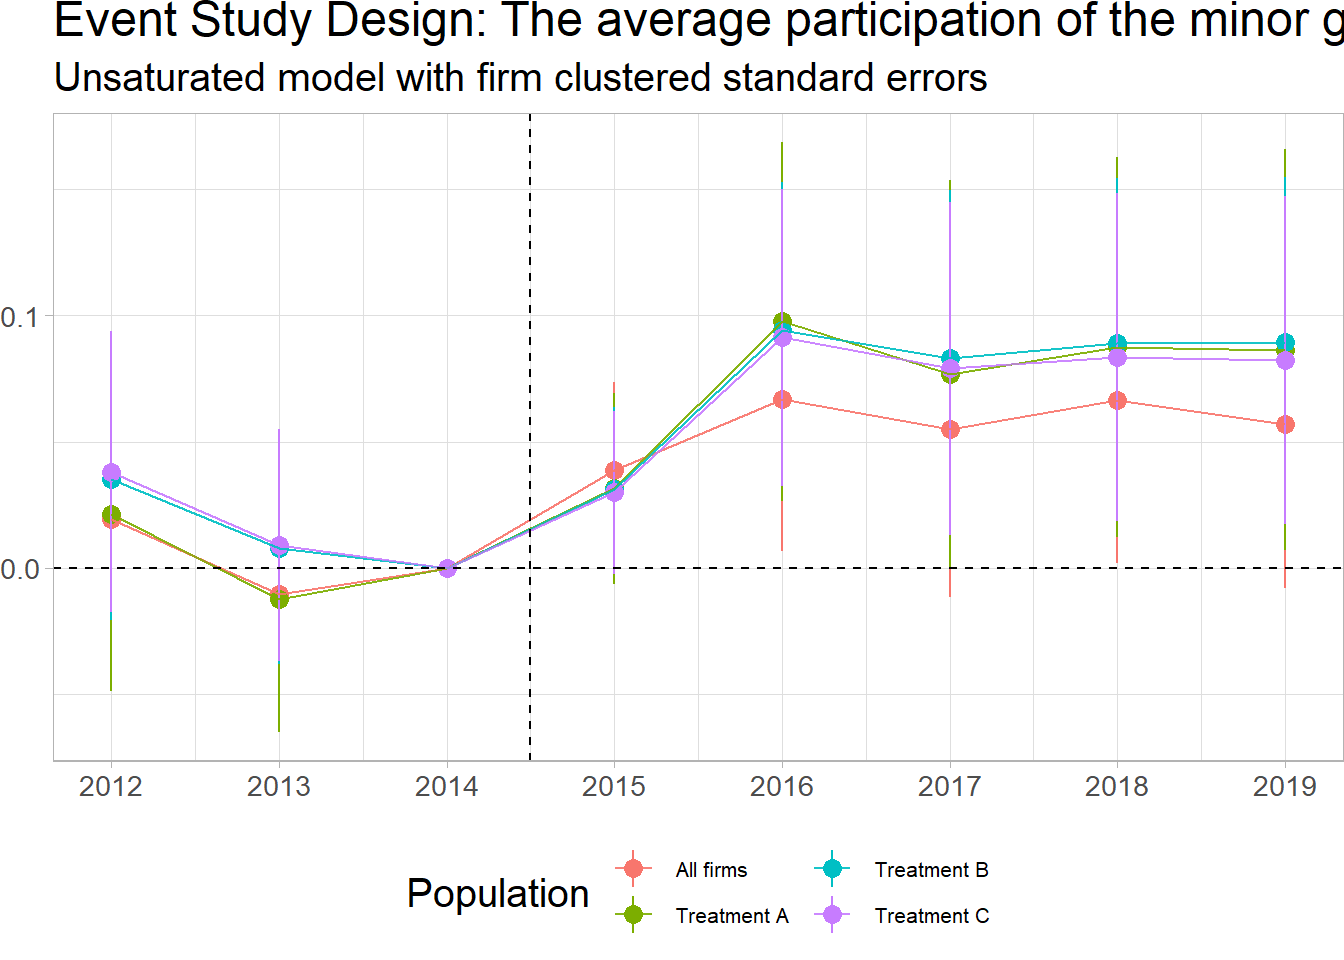 Event Study Design: The average participation of the minor g
Unsaturated model with firm clustered standard errors
0.1
0.0
2012 2013 2014 2015 2016 2017 2018 2019
Population
All firms Treatment B
Treatment A Treatment C